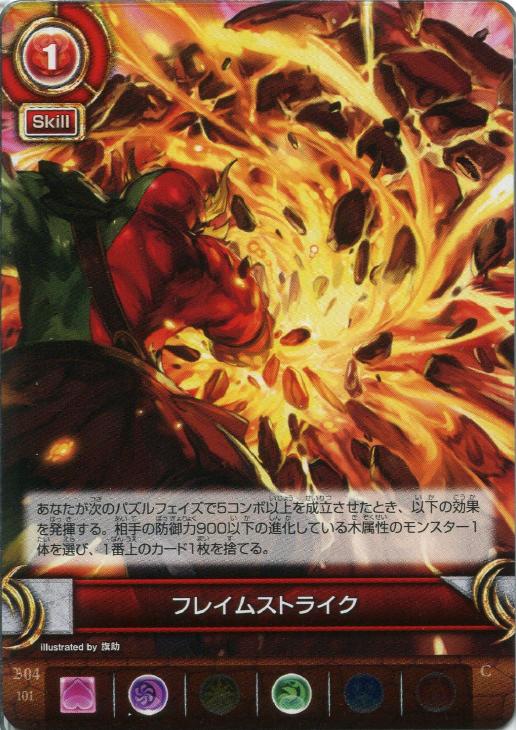 1
Skill
あなたが次のパズルフェイズで5コンボ以上を成立させたとき、以下の効果
を発揮する。相手の防御力900以下の進化している木属性のモンスター1
体を選び、1番上のカード1枚を捨てる。
フレイムストライク
illustrated by 旗助
B04
101
C